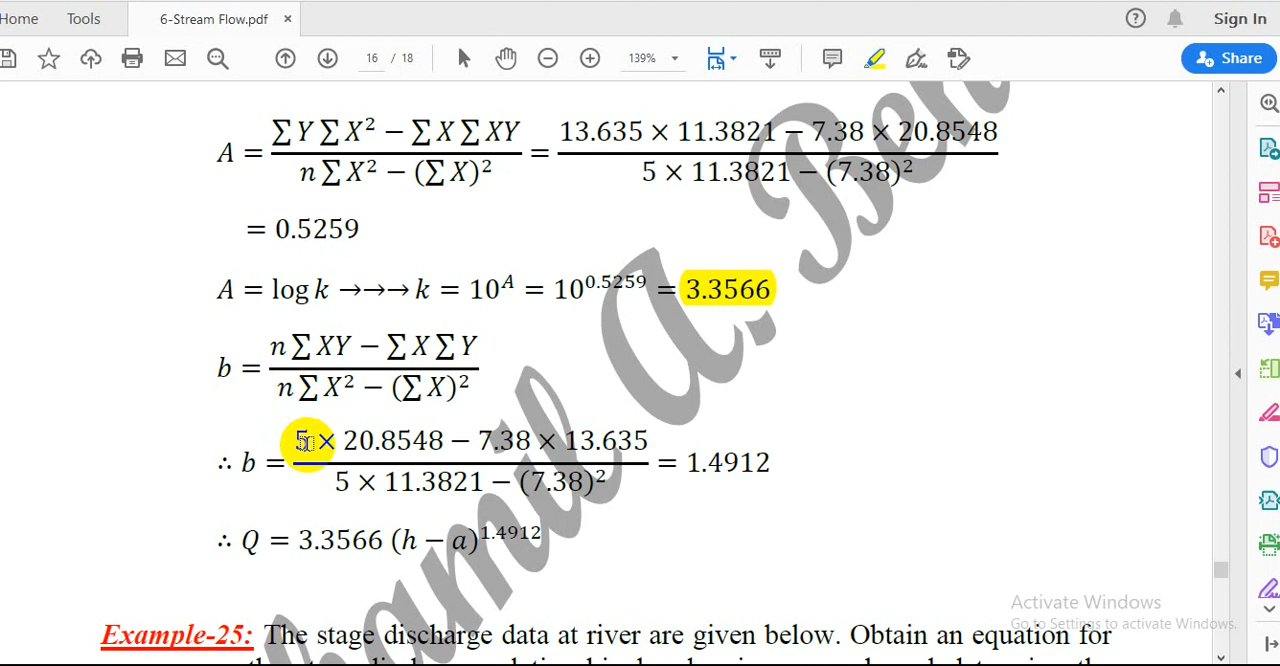 Home Tools 6-Stream Flow.pdf × Sign In
16 / 18 139% Share
A = ∑Y∑X² − ∑X∑XY / n∑X² − (∑X)² = 13.635 × 11.3821 − 7.38 × 20.8548 / 5 × 11.3821 − (7.38)²
= 0.5259
A = log k →→→ k = 10^A = 10^0.5259 = 3.3566
b = n∑XY − ∑X∑Y / n∑X² − (∑X)²
∴ b = 5 × 20.8548 − 7.38 × 13.635 / 5 × 11.3821 − (7.38)² = 1.4912
∴ Q = 3.3566 (h − a)^1.4912
Activate Windows
Go to Settings to activate Windows.
Example-25: The stage discharge data at river are given below. Obtain an equation for